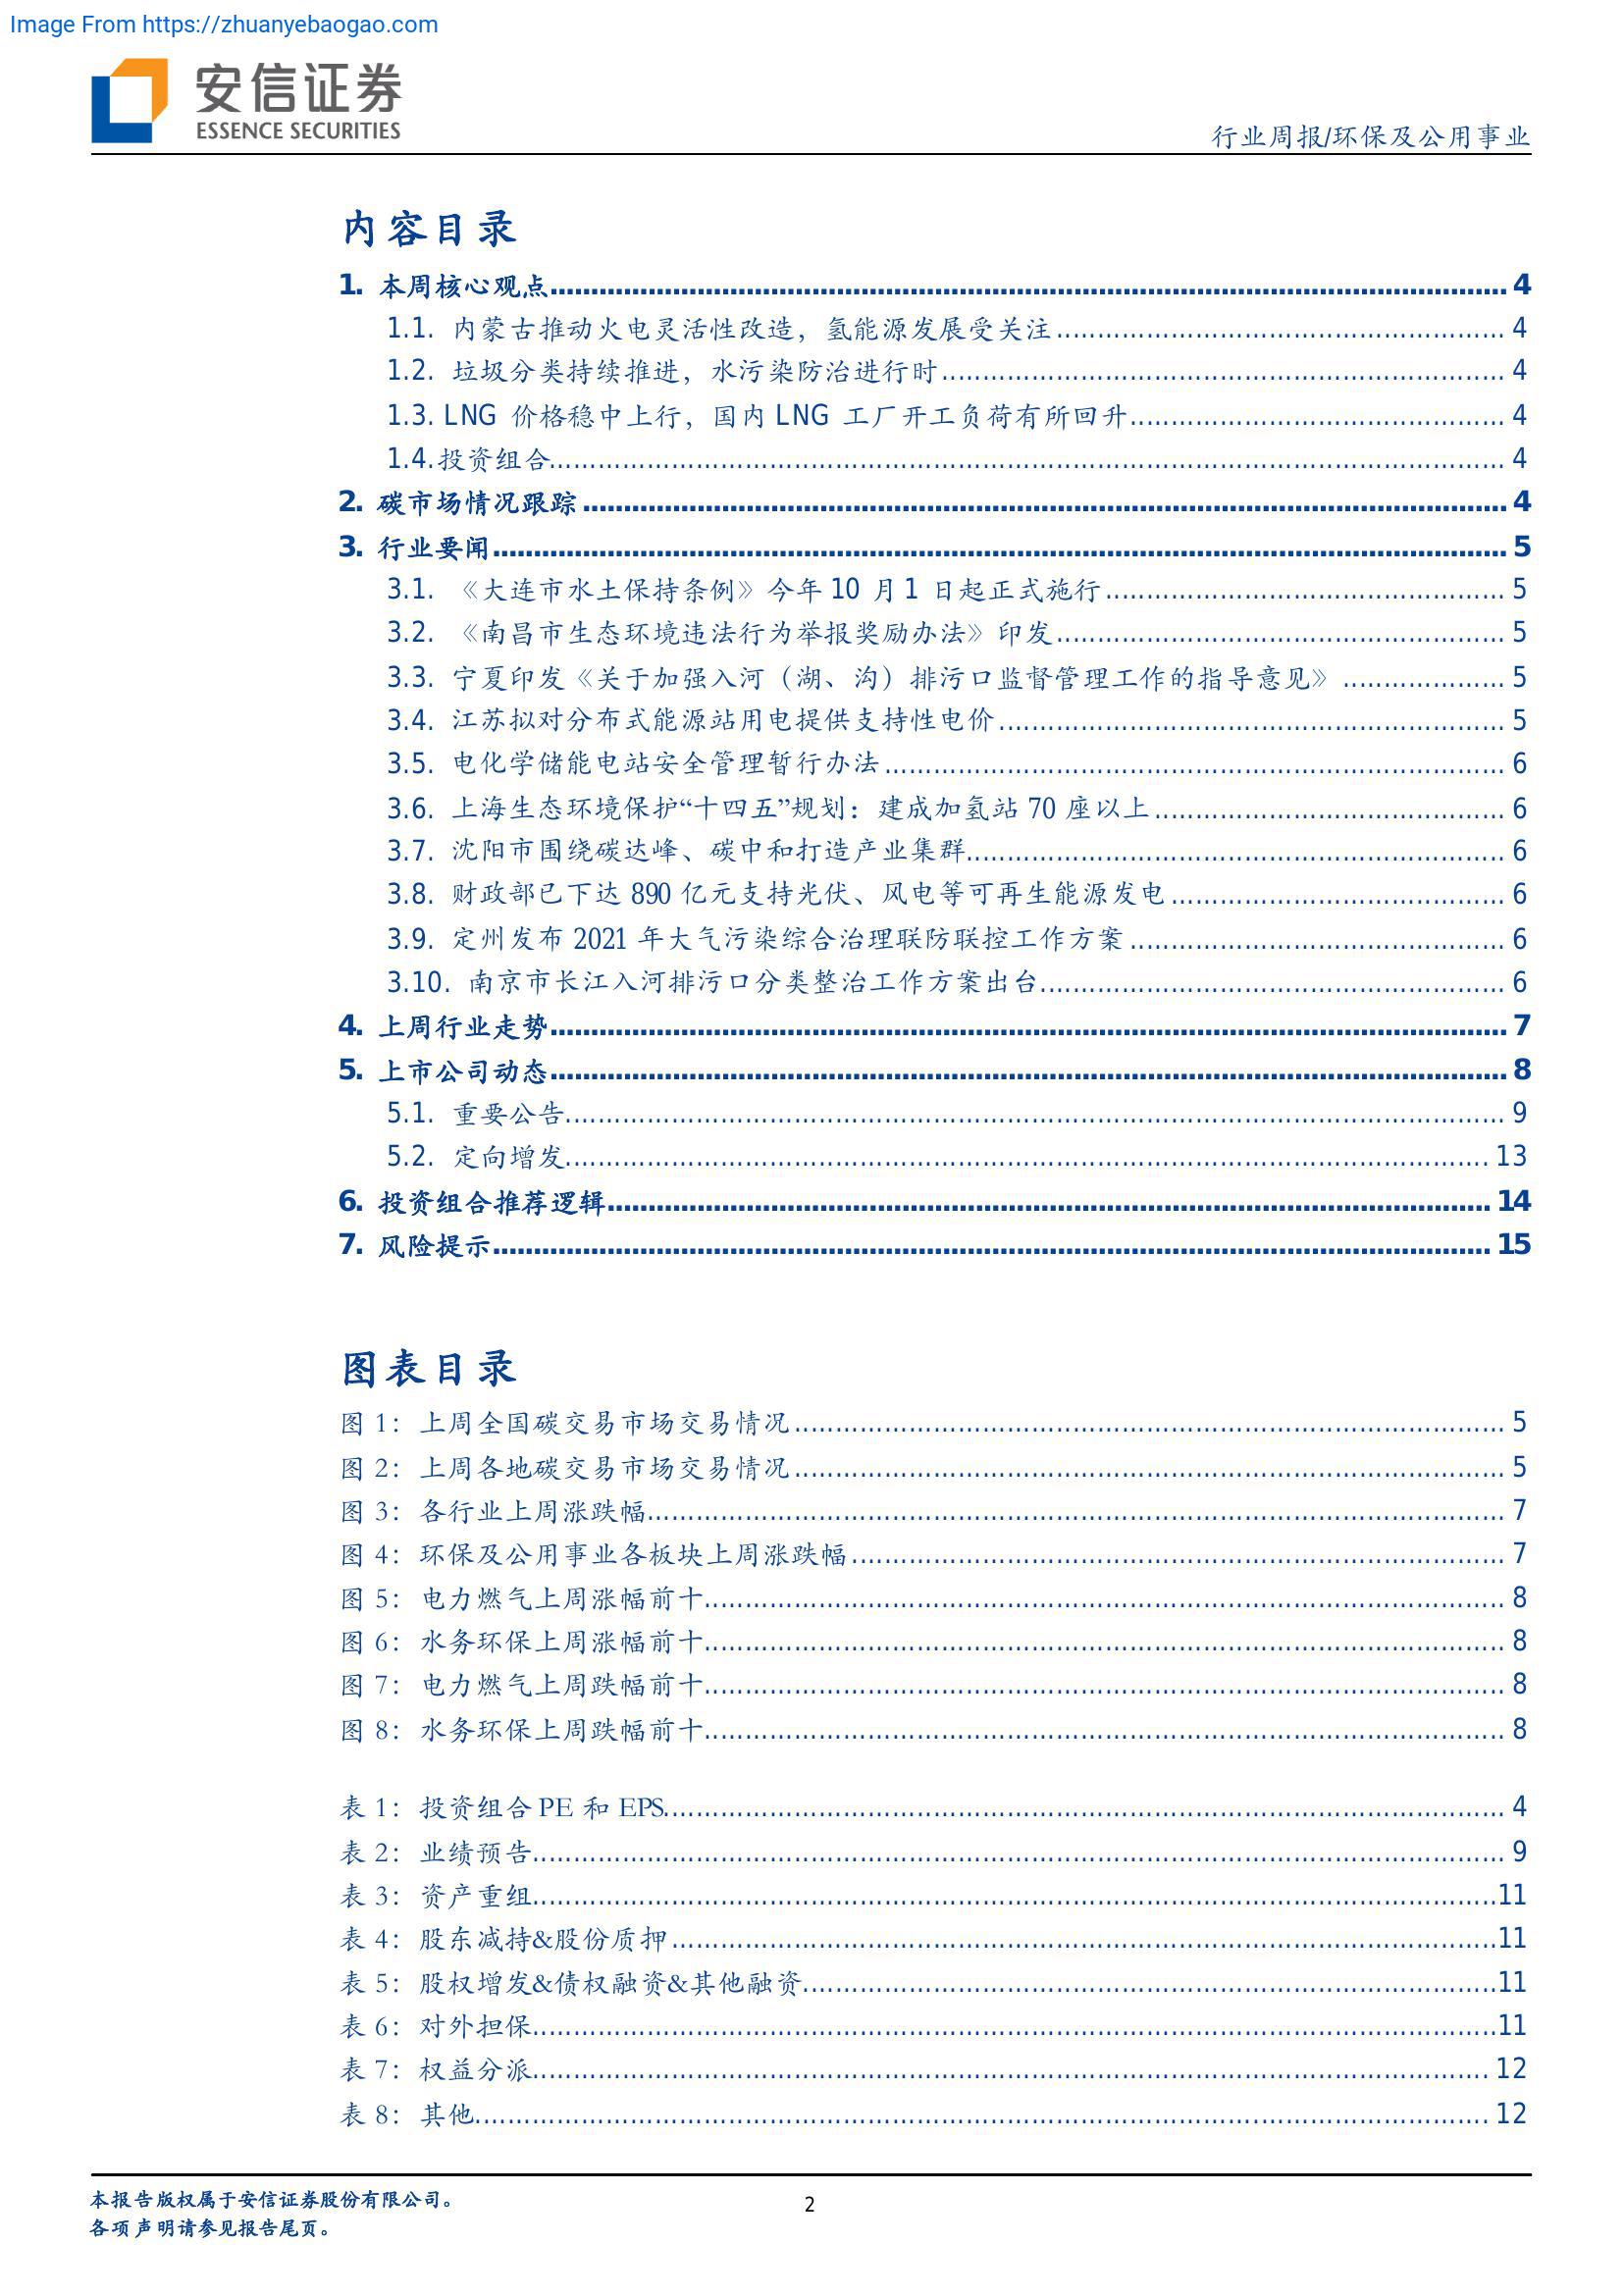 Image From https://zhuanyebaogao.com
安信证券
ESSENCE SECURITIES
行业周报/环保及公用事业
内容目录
1. 本周核心观点 4
1.1. 内蒙古推动火电灵活性改造，氢能源发展受关注 4
1.2. 垃圾分类持续推进，水污染防治进行时 4
1.3. LNG 价格稳中上行，国内 LNG 工厂开工负荷有所回升 4
1.4. 投资组合 4
2. 碳市场情况跟踪 4
3. 行业要闻 5
3.1. 《大连市水土保持条例》今年 10 月 1 日起正式施行 5
3.2. 《南昌市生态环境违法行为举报奖励办法》印发 5
3.3. 宁夏印发《关于加强入河（湖、沟）排污口监督管理工作的指导意见》 5
3.4. 江苏拟对分布式能源站用电提供支持性电价 5
3.5. 电化学储能电站安全管理暂行办法 6
3.6. 上海生态环境保护“十四五”规划：建成加氢站 70 座以上 6
3.7. 沈阳市围绕碳达峰、碳中和打造产业集群 6
3.8. 财政部已下达 890 亿元支持光伏、风电等可再生能源发电 6
3.9. 定州发布 2021 年大气污染综合治理联防联控工作方案 6
3.10. 南京市长江入河排污口分类整治工作方案出台 6
4. 上周行业走势 7
5. 上市公司动态 8
5.1. 重要公告 9
5.2. 定向增发 13
6. 投资组合推荐逻辑 14
7. 风险提示 15
图表目录
图 1：上周全国碳交易市场交易情况 5
图 2：上周各地碳交易市场交易情况 5
图 3：各行业上周涨跌幅 7
图 4：环保及公用事业各板块上周涨跌幅 7
图 5：电力燃气上周涨幅前十 8
图 6：水务环保上周涨幅前十 8
图 7：电力燃气上周跌幅前十 8
图 8：水务环保上周跌幅前十 8
表 1：投资组合 PE 和 EPS 4
表 2：业绩预告 9
表 3：资产重组 11
表 4：股东减持&股份质押 11
表 5：股权增发&债权融资&其他融资 11
表 6：对外担保 11
表 7：权益分派 12
表 8：其他 12
本报告版权属于安信证券股份有限公司。
2
各项声明请参见报告尾页。